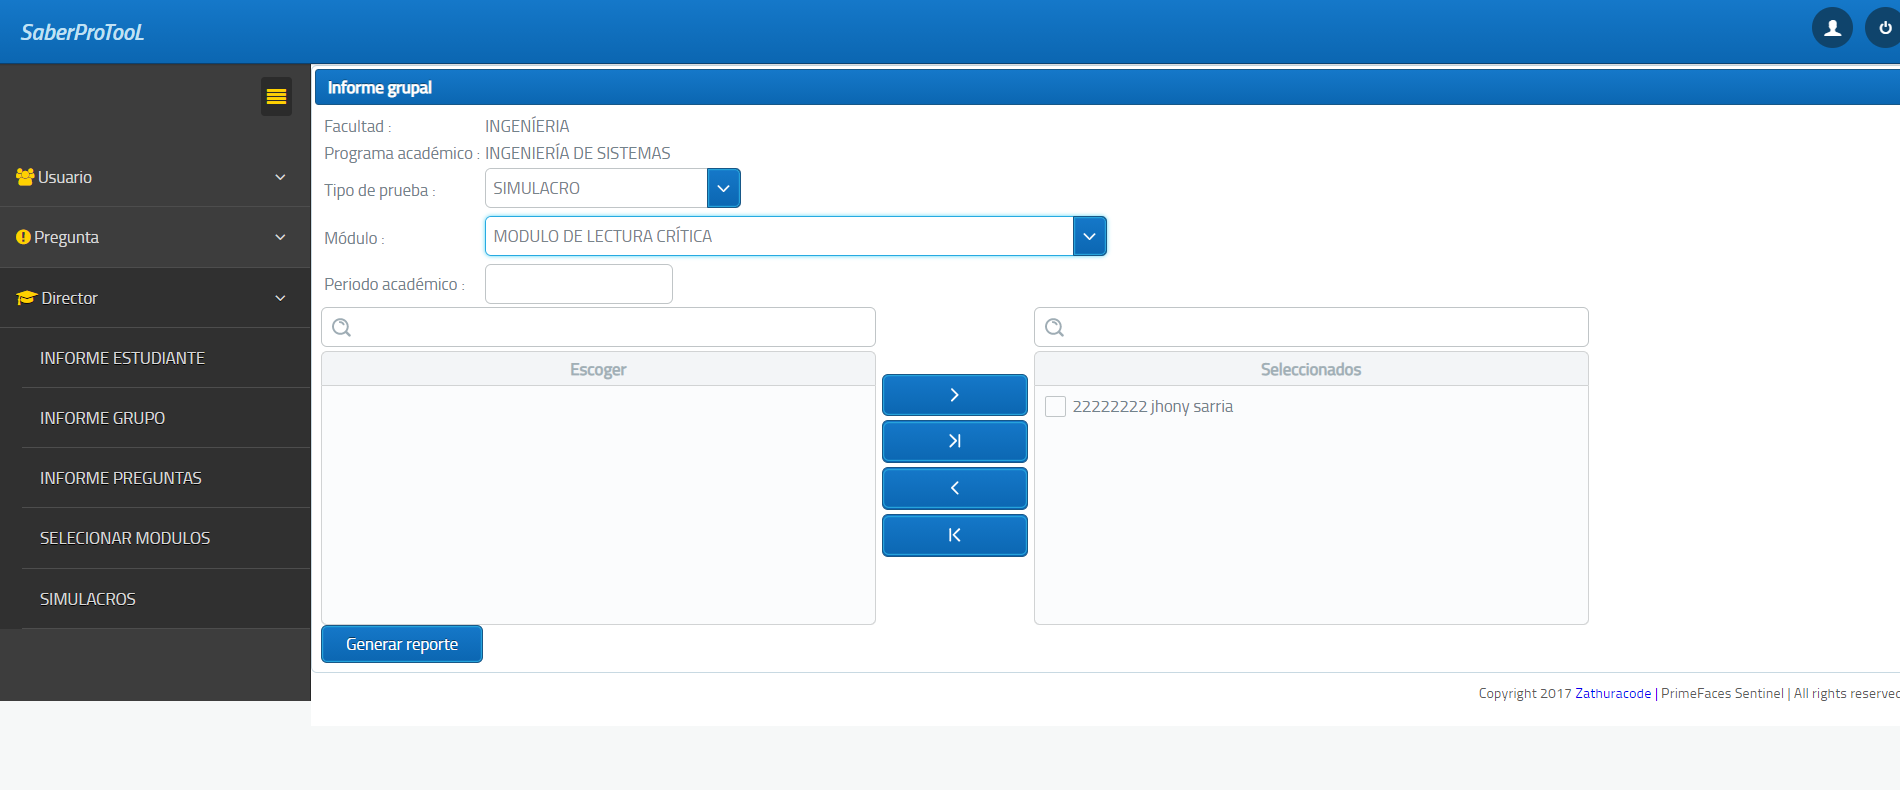 SaberProTooL
Informe grupal
Facultad : INGENÍERIA
Programa académico : INGENIERÍA DE SISTEMAS
Tipo de prueba : SIMULACRO
Módulo : MODULO DE LECTURA CRÍTICA
Periodo académico :
Usuario
Pregunta
Director
INFORME ESTUDIANTE
INFORME GRUPO
INFORME PREGUNTAS
SELECIONAR MODULOS
SIMULACROS
Escoger
Seleccionados
22222222 jhony sarria
Generar reporte
Copyright 2017 Zathuracode | PrimeFaces Sentinel | All rights reserved